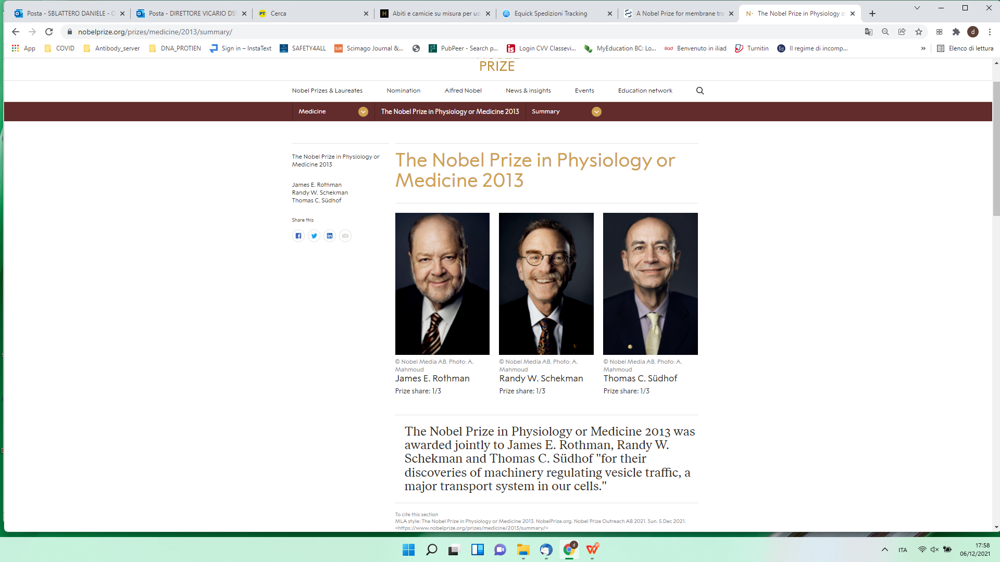 Posta - SBLATTERO DANIELE - O
Posta - DIRETTORE VICARIO DSV
PT Cerca
H Abiti e camicie su misura per uo
Equick Spedizioni Tracking
A Nobel Prize for membrane tra
N· The Nobel Prize in Physiology o
nobelprize.org/prizes/medicine/2013/summary/
d
App
COVID
Antibody_server
DNA_PROTIEN
Sign in – InstaText
SAFETY4ALL
SJR Scimago Journal &...
PubPeer - Search p...
is Login CVV Classevi...
MyEducation BC: Lo...
iliad Benvenuto in iliad
Turnitin
fd Il regime di incomp...
»
Elenco di lettura
PRIZE
Nobel Prizes & Laureates
Nomination
Alfred Nobel
News & insights
Events
Education network
Medicine
The Nobel Prize in Physiology or Medicine 2013
Summary
The Nobel Prize in Physiology or
Medicine 2013
James E. Rothman
Randy W. Schekman
Thomas C. Südhof
Share this
The Nobel Prize in Physiology or
Medicine 2013
© Nobel Media AB. Photo: A.
Mahmoud
James E. Rothman
Prize share: 1/3
© Nobel Media AB. Photo: A.
Mahmoud
Randy W. Schekman
Prize share: 1/3
© Nobel Media AB. Photo: A.
Mahmoud
Thomas C. Südhof
Prize share: 1/3
The Nobel Prize in Physiology or Medicine 2013 was
awarded jointly to James E. Rothman, Randy W.
Schekman and Thomas C. Südhof "for their
discoveries of machinery regulating vesicle traffic, a
major transport system in our cells."
To cite this section
MLA style: The Nobel Prize in Physiology or Medicine 2013. NobelPrize.org. Nobel Prize Outreach AB 2021. Sun. 5 Dec 2021.
<https://www.nobelprize.org/prizes/medicine/2013/summary/>
d
ITA
17:58
06/12/2021